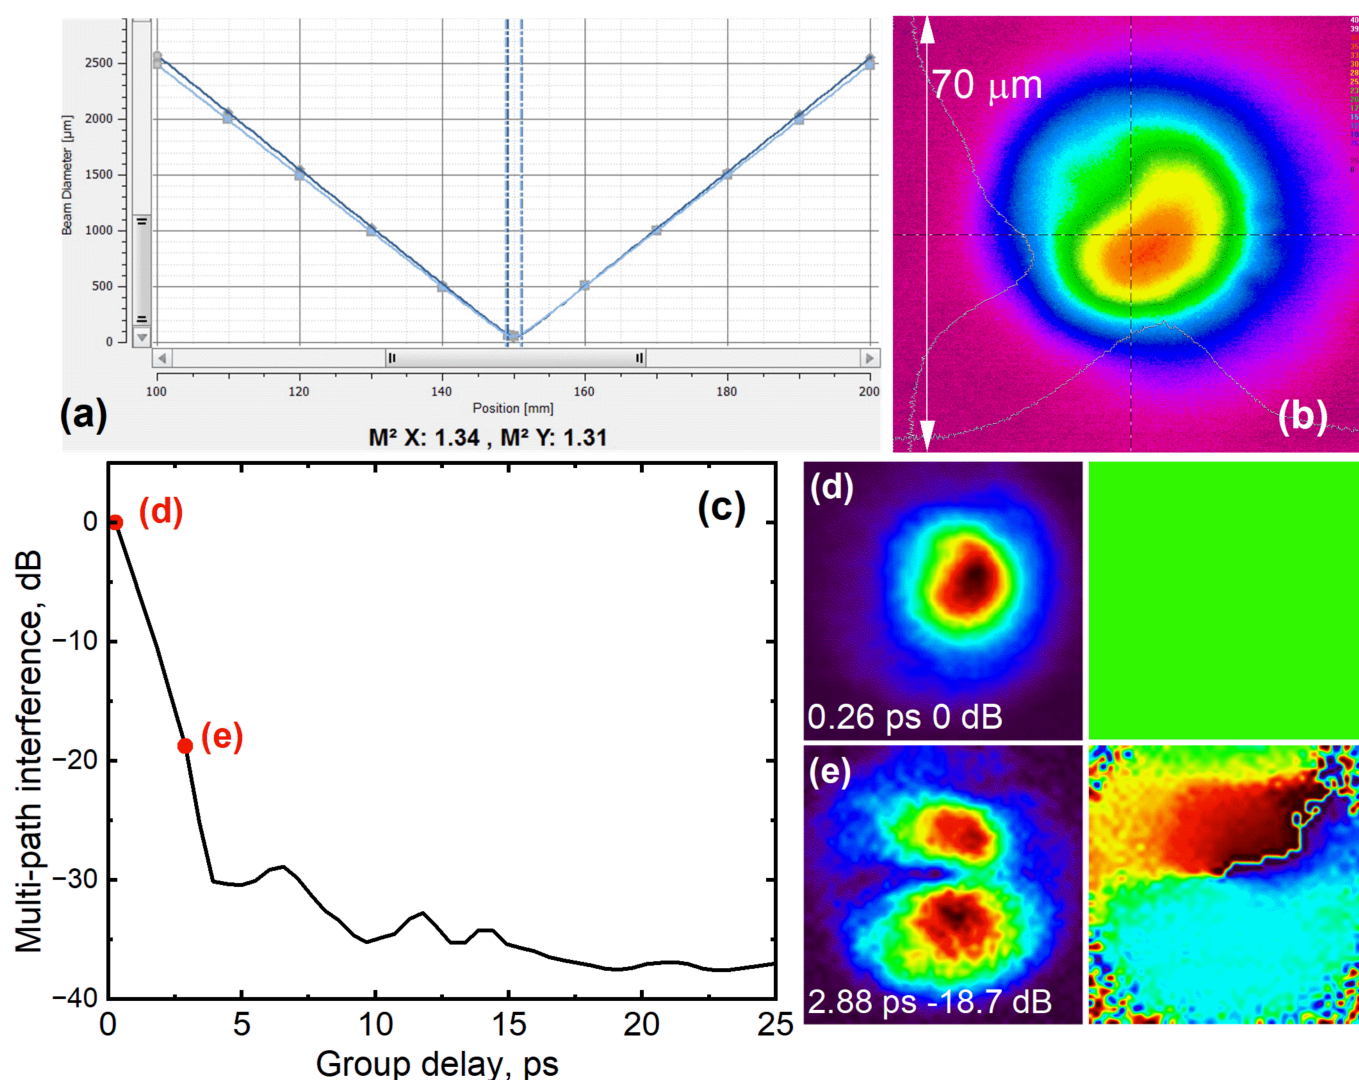 2500
2000
1500
1000
500
0
Beam Diameter [µm]
100 120 140 160 180 200
Position [mm]
M² X: 1.34 , M² Y: 1.31
(a)
70 µm
(b)
(c)
0
−10
−20
−30
−40
Multi-path interference, dB
(d)
(e)
0 5 10 15 20 25
Group delay, ps
(d)
0.26 ps 0 dB
(e)
2.88 ps -18.7 dB